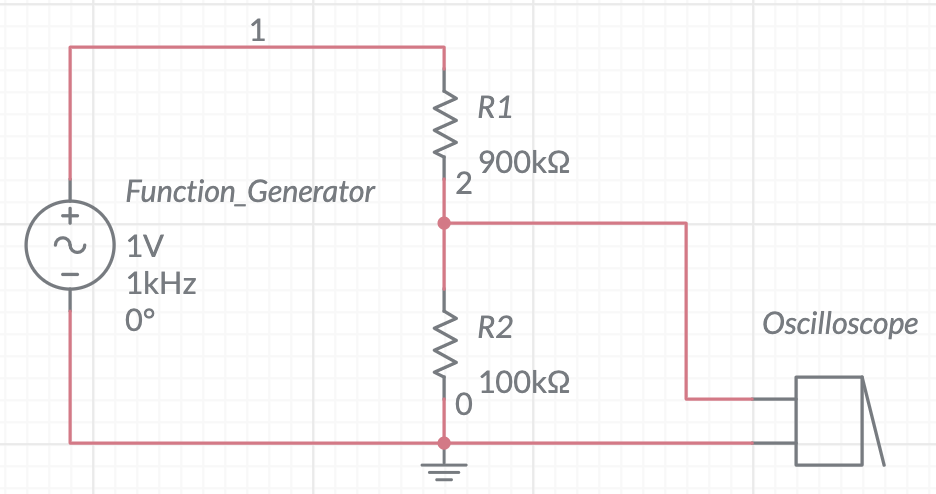 1
R1
900kΩ
2
Function_Generator
1V
1kHz
0°
R2
100kΩ
0
Oscilloscope